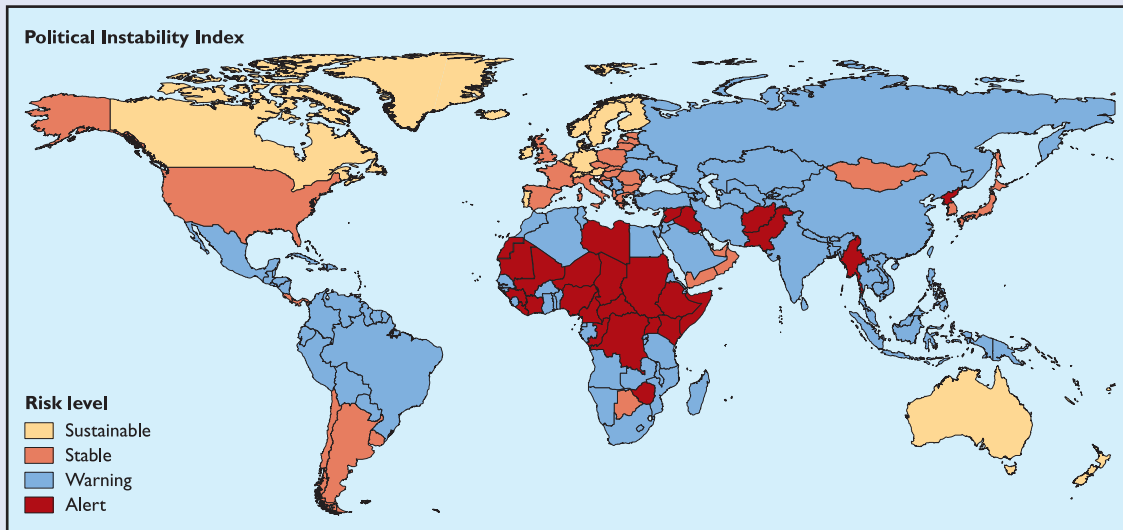 Political Instability Index
Risk level
Sustainable
Stable
Warning
Alert